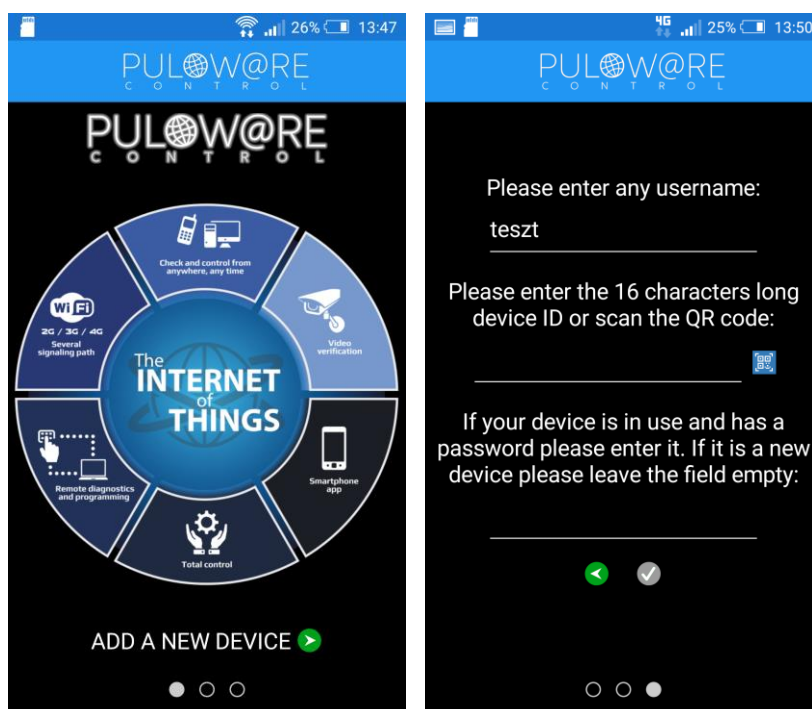 26% 13:47
PULOW@RE
CONTROL
PULOW@RE
CONTROL
Check and control from
anywhere, any time
WiFi
2G / 3G / 4G
Several
signaling path
Video
verification
The
INTERNET
of
THINGS
Remote diagnostics
and programming
Smartphone
app
Total control
ADD A NEW DEVICE
4G 25% 13:50
PULOW@RE
CONTROL
Please enter any username:
teszt
Please enter the 16 characters long
device ID or scan the QR code:
If your device is in use and has a
password please enter it. If it is a new
device please leave the field empty: